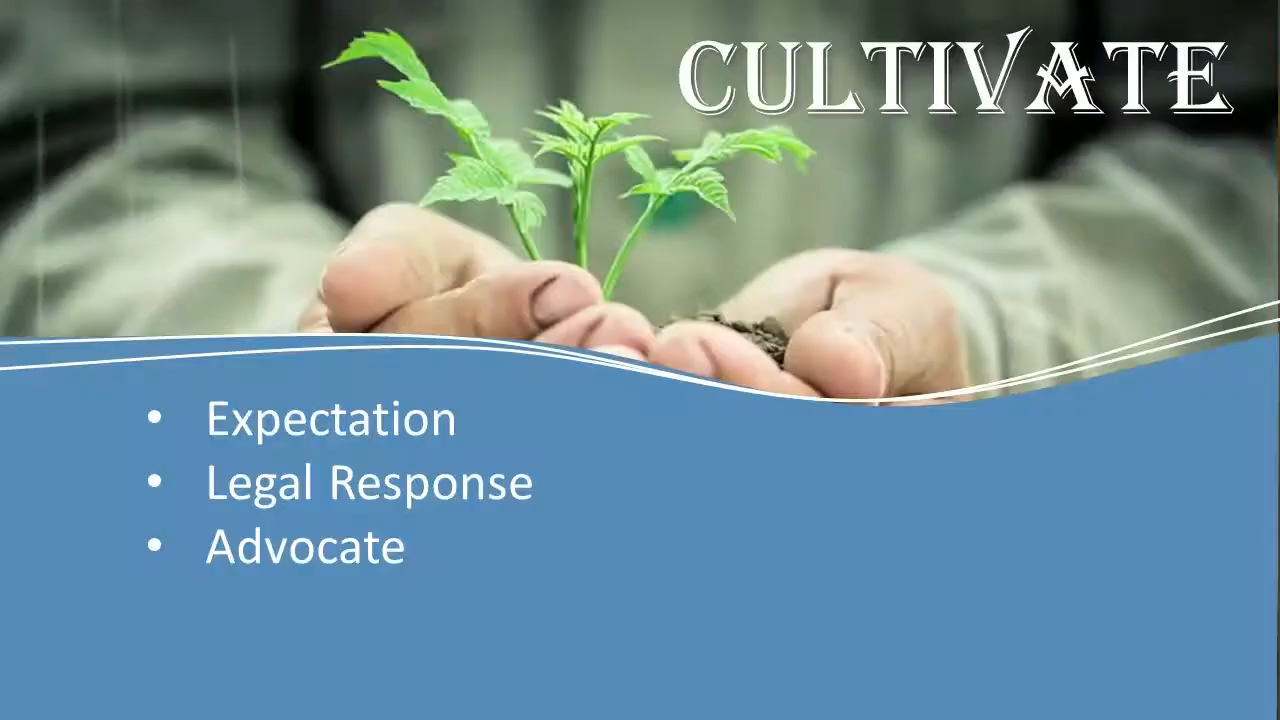 CULTIVATE
• Expectation
• Legal Response
• Advocate